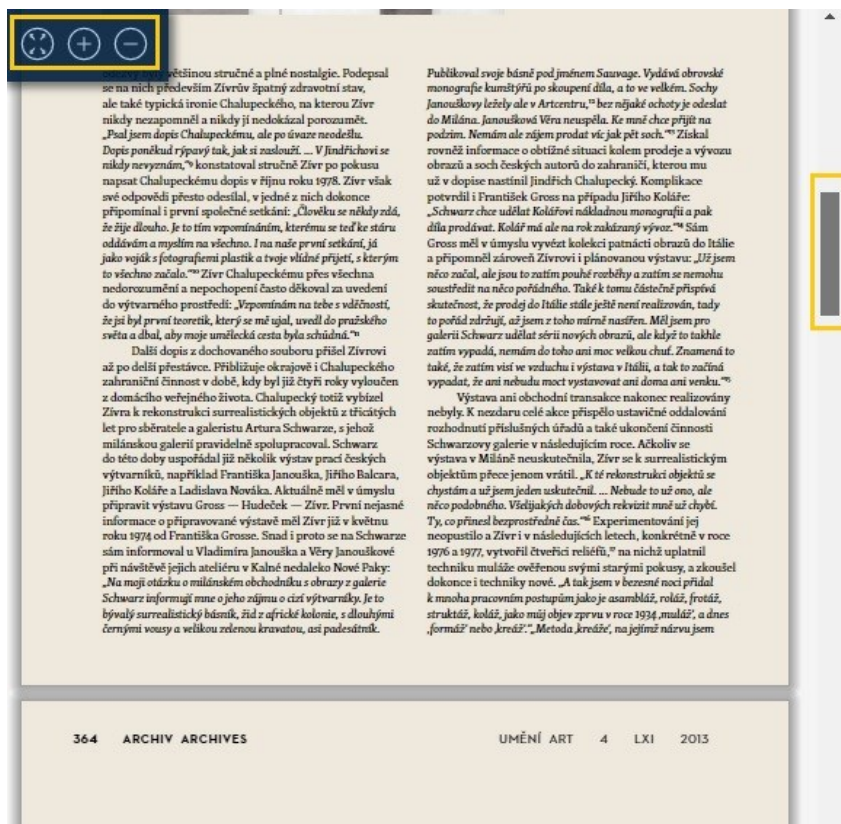 většinou stručné a plné nostalgie. Podepsal
se na nich především Zívrův špatný zdravotní stav,
ale také typická ironie Chalupeckého, na kterou Zívr
nikdy nezapomněl a nikdy jí nedokázal porozumět.
„Psal jsem dopis Chalupeckému, ale po úvaze neodešlu.
Dopis poněkud rýpavý tak, jak si zaslouží. ... V Jindřichovi se
nikdy nevyznám,“⁹ konstatoval stručně Zívr po pokusu
napsat Chalupeckému dopis v říjnu roku 1978. Zívr však
své odpovědi přesto odesílal, v jedné z nich dokonce
připomínal i první společné setkání: „Člověku se někdy zdá,
že žije dlouho. Je to tím vzpomínáním, kterému se teď ke stáru
oddávám a myslím na všechno. I na naše první setkání, já
jako voják s fotografiemi plastik a tvoje vlídné přijetí, s kterým
to všechno začalo.“¹⁰ Zívr Chalupeckému přes všechna
nedorozumění a nepochopení často děkoval za uvedení
do výtvarného prostředí: „Vzpomínám na tebe s vděčností,
že jsi byl první teoretik, který se mě ujal, uvedl do pražského
světa a dbal, aby moje umělecká cesta byla schůdná.“¹¹
Další dopis z dochovaného souboru přišel Zívrovi
až po delší přestávce. Přibližuje okrajově i Chalupeckého
zahraniční činnost v době, kdy byl již čtyři roky vyloučen
z domácího veřejného života. Chalupecký totiž vybízel
Zívra k rekonstrukci surrealistických objektů z třicátých
let pro sběratele a galeristu Artura Schwarze, s jehož
milánskou galerií pravidelně spolupracoval. Schwarz
do této doby uspořádal již několik výstav prací českých
výtvarníků, například Františka Janouška, Jiřího Balcara,
Jiřího Koláře a Ladislava Nováka. Aktuálně měl v úmyslu
připravit výstavu Gross — Hudeček — Zívr. První nejasné
informace o připravované výstavě měl Zívr již v květnu
roku 1974 od Františka Grosse. Snad i proto se na Schwarze
sám informoval u Vladimíra Janouška a Věry Janouškové
při návštěvě jejich ateliéru v Kalné nedaleko Nové Paky:
„Na moji otázku o milánském obchodníku s obrazy z galerie
Schwarz informují mne o jeho zájmu o cizí výtvarníky. Je to
bývalý surrealistický básník, žid z africké kolonie, s dlouhými
černými vousy a velikou zelenou kravatou, asi padesátník.
Publikoval svoje básně pod jménem Sauvage. Vydává obrovské
monografie kumštýřů po skoupení díla, a to ve velkém. Sochy
Janouškovy ležely ale v Artcentru,¹² bez nějaké ochoty je odeslat
do Milána. Janoušková Věra neuspěla. Ke mně chce přijít na
podzim. Nemám ale zájem prodat víc jak pět soch.“¹³ Získal
rovněž informace o obtížné situaci kolem prodeje a vývozu
obrazů a soch českých autorů do zahraničí, kterou mu
už v dopise nastínil Jindřich Chalupecký. Komplikace
potvrdil i František Gross na případu Jiřího Koláře:
„Schwarz chce udělat Kolářovi nákladnou monografii a pak
díla prodávat. Kolář má ale na rok zakázaný vývoz.“¹⁴ Sám
Gross měl v úmyslu vyvézt kolekci patnácti obrazů do Itálie
a připomněl zároveň Zívrovi i plánovanou výstavu: „Už jsem
něco začal, ale jsou to zatím pouhé rozběhy a zatím se nemohu
soustředit na něco pořádného. Také k tomu částečně přispívá
skutečnost, že prodej do Itálie stále ještě není realizován, tady
to pořád zdržují, až jsem z toho mírně nasířen. Měl jsem pro
galerii Schwarz udělat sérii nových obrazů, ale když to takhle
zatím vypadá, nemám do toho ani moc velkou chuť. Znamená to
také, že zatím visí ve vzduchu i výstava v Itálii, a tak to začíná
vypadat, že ani nebudu moct vystavovat ani doma ani venku.“¹⁵
Výstava ani obchodní transakce nakonec realizovány
nebyly. K nezdaru celé akce přispělo ustavičné oddalování
rozhodnutí příslušných úřadů a také ukončení činnosti
Schwarzovy galerie v následujícím roce. Ačkoliv se
výstava v Miláně neuskutečnila, Zívr se k surrealistickým
objektům přece jenom vrátil. „K té rekonstrukci objektů se
chystám a už jsem jeden uskutečnil. ... Nebude to už ono, ale
něco podobného. Všelijakých dobových rekvizit mně už chybí.
Ty, co přinesl bezprostředně čas.“¹⁶ Experimentování jej
neopustilo a Zívr i v následujících letech, konkrétně v roce
1976 a 1977, vytvořil čtveřici reliéfů,¹⁷ na nichž uplatnil
techniku muláže ověřenou svými starými pokusy, a zkoušel
dokonce i techniky nové. „A tak jsem v bezesné noci přidal
k mnoha pracovním postupům jako je asambláž, roláž, frotáž,
struktáž, koláž, jako můj objev zprvu v roce 1934 ‚muláž‘, a dnes
‚formáž‘ nebo ‚kreáž‘.“ „Metoda ‚kreáže‘, na jejímž názvu jsem
364 ARCHIV ARCHIVES UMĚNÍ ART 4 LXI 2013